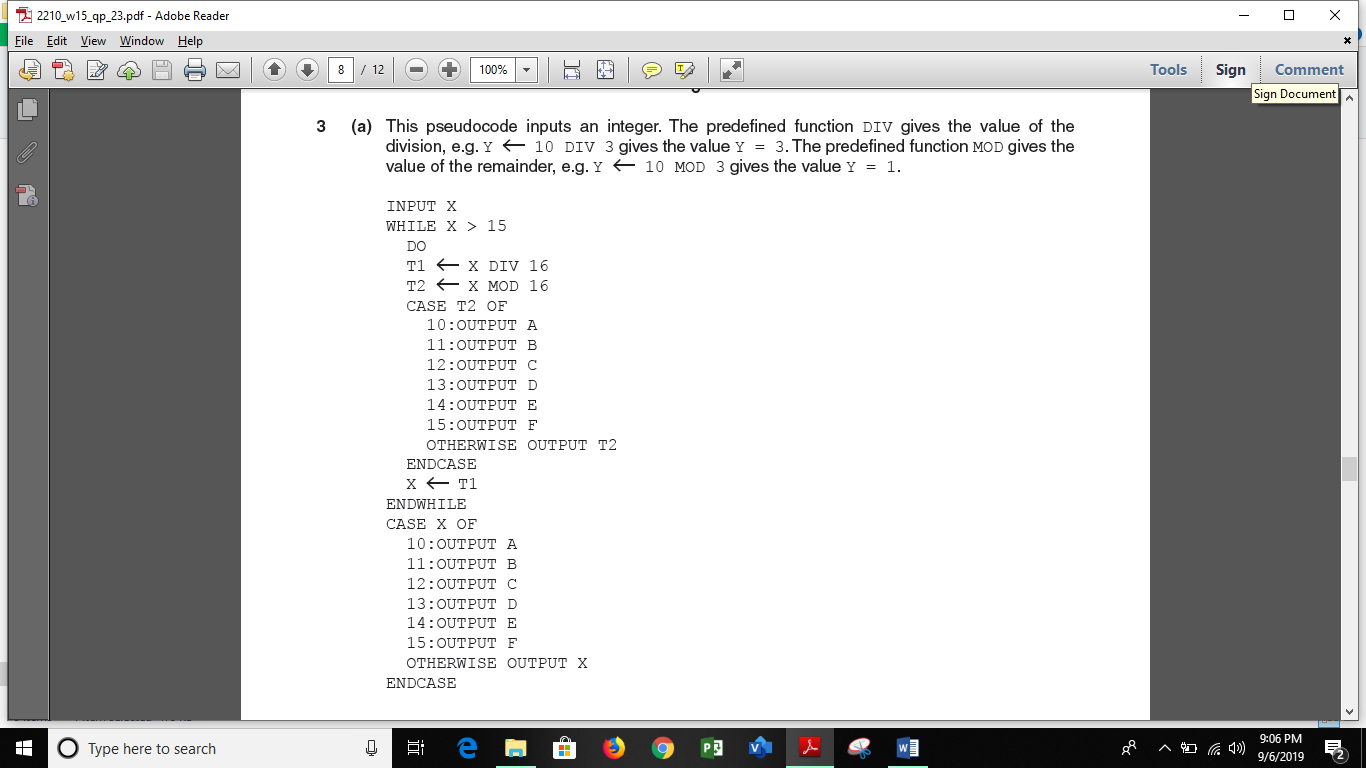 2210_w15_qp_23.pdf - Adobe Reader
File Edit View Window Help
8 / 12 100% Tools Sign Comment
Sign Document
3 (a) This pseudocode inputs an integer. The predefined function DIV gives the value of the
division, e.g. Y ← 10 DIV 3 gives the value Y = 3. The predefined function MOD gives the
value of the remainder, e.g. Y ← 10 MOD 3 gives the value Y = 1.
INPUT X
WHILE X > 15
DO
T1 ← X DIV 16
T2 ← X MOD 16
CASE T2 OF
10:OUTPUT A
11:OUTPUT B
12:OUTPUT C
13:OUTPUT D
14:OUTPUT E
15:OUTPUT F
OTHERWISE OUTPUT T2
ENDCASE
X ← T1
ENDWHILE
CASE X OF
10:OUTPUT A
11:OUTPUT B
12:OUTPUT C
13:OUTPUT D
14:OUTPUT E
15:OUTPUT F
OTHERWISE OUTPUT X
ENDCASE
Type here to search
9:06 PM
9/6/2019
2